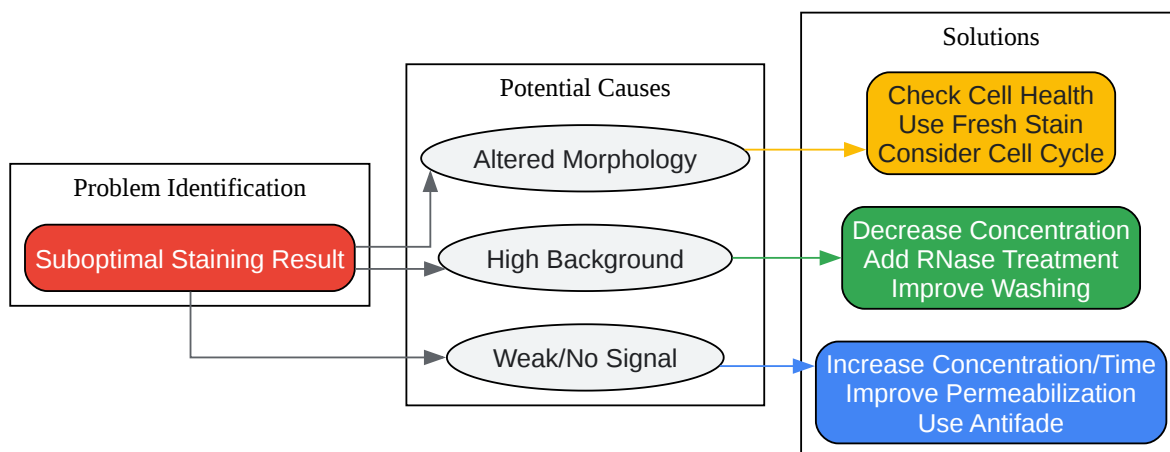 Problem Identification
Suboptimal Staining Result
Potential Causes
Altered Morphology
High Background
Weak/No Signal
Solutions
Check Cell Health
Use Fresh Stain
Consider Cell Cycle
Decrease Concentration
Add RNase Treatment
Improve Washing
Increase Concentration/Time
Improve Permeabilization
Use Antifade